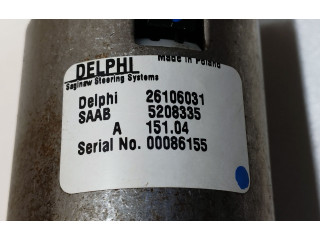 DELPHI Made in Poland
Saginaw Steering Systems
Delphi 26106031
SAAB 5208335
A 151.04
Serial No. 00086155